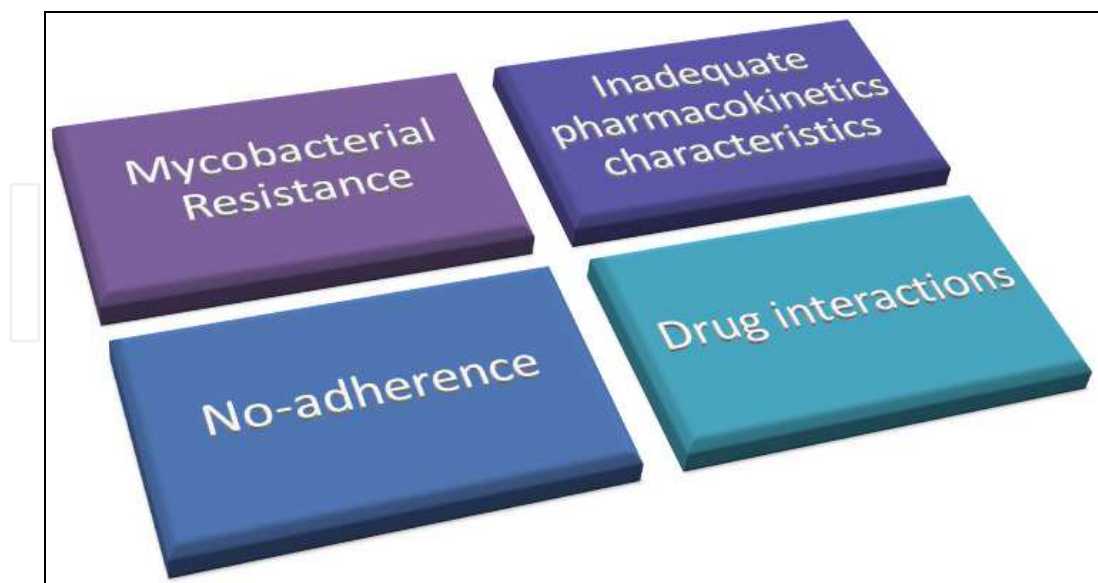 Mycobacterial
Resistance
Inadequate
pharmacokinetics
characteristics
No-adherence
Drug interactions